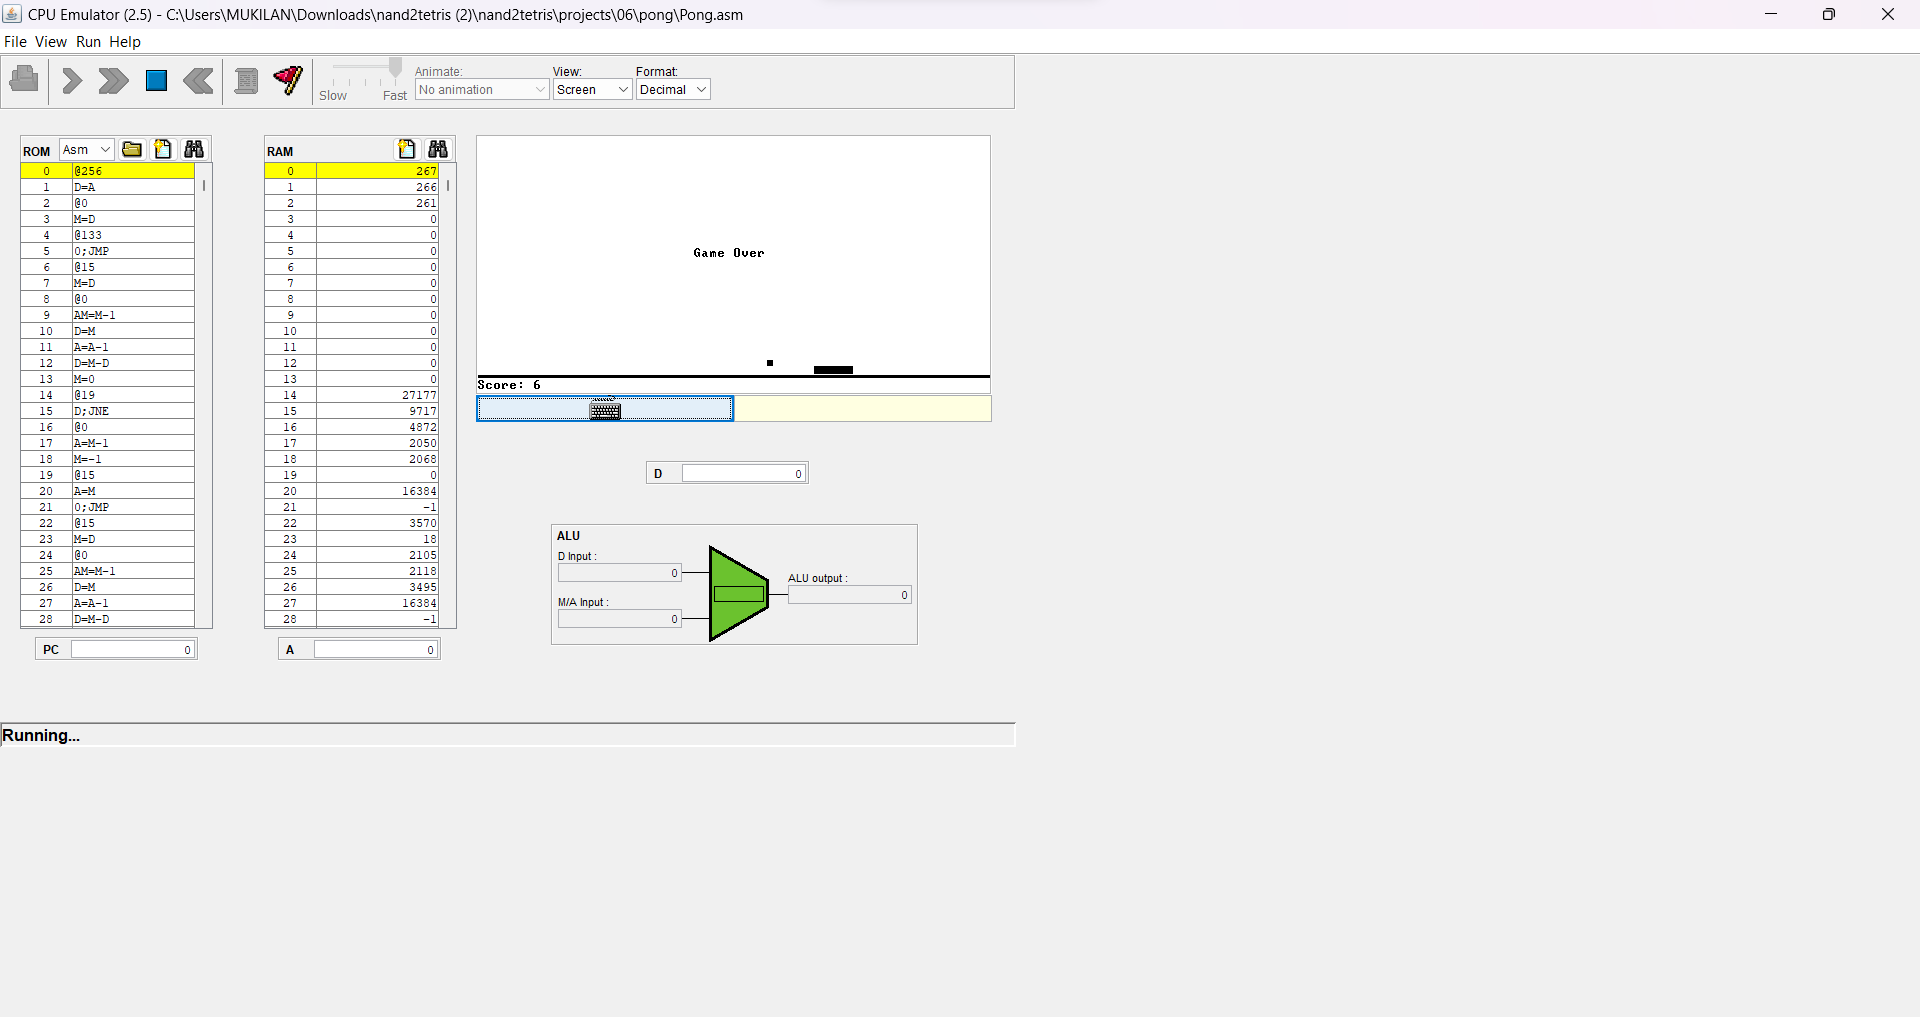 CPU Emulator (2.5) - C:\Users\MUKILAN\Downloads\nand2tetris (2)\nand2tetris\projects\06\pong\Pong.asm
File View Run Help
Slow Fast
Animate:
No animation
View:
Screen
Format:
Decimal
ROM Asm
0 @256
1 D=A
2 @0
3 M=D
4 @133
5 0;JMP
6 @15
7 M=D
8 @0
9 AM=M-1
10 D=M
11 A=A-1
12 D=M-D
13 M=0
14 @19
15 D;JNE
16 @0
17 A=M-1
18 M=-1
19 @15
20 A=M
21 0;JMP
22 @15
23 M=D
24 @0
25 AM=M-1
26 D=M
27 A=A-1
28 D=M-D
PC 0
RAM
0 267
1 266
2 261
3 0
4 0
5 0
6 0
7 0
8 0
9 0
10 0
11 0
12 0
13 0
14 27177
15 9717
16 4872
17 2050
18 2068
19 0
20 16384
21 -1
22 3570
23 18
24 2105
25 2118
26 3495
27 16384
28 -1
A 0
Game Over
Score: 6
D 0
ALU
D Input :
0
M/A Input :
0
ALU output :
0
Running...